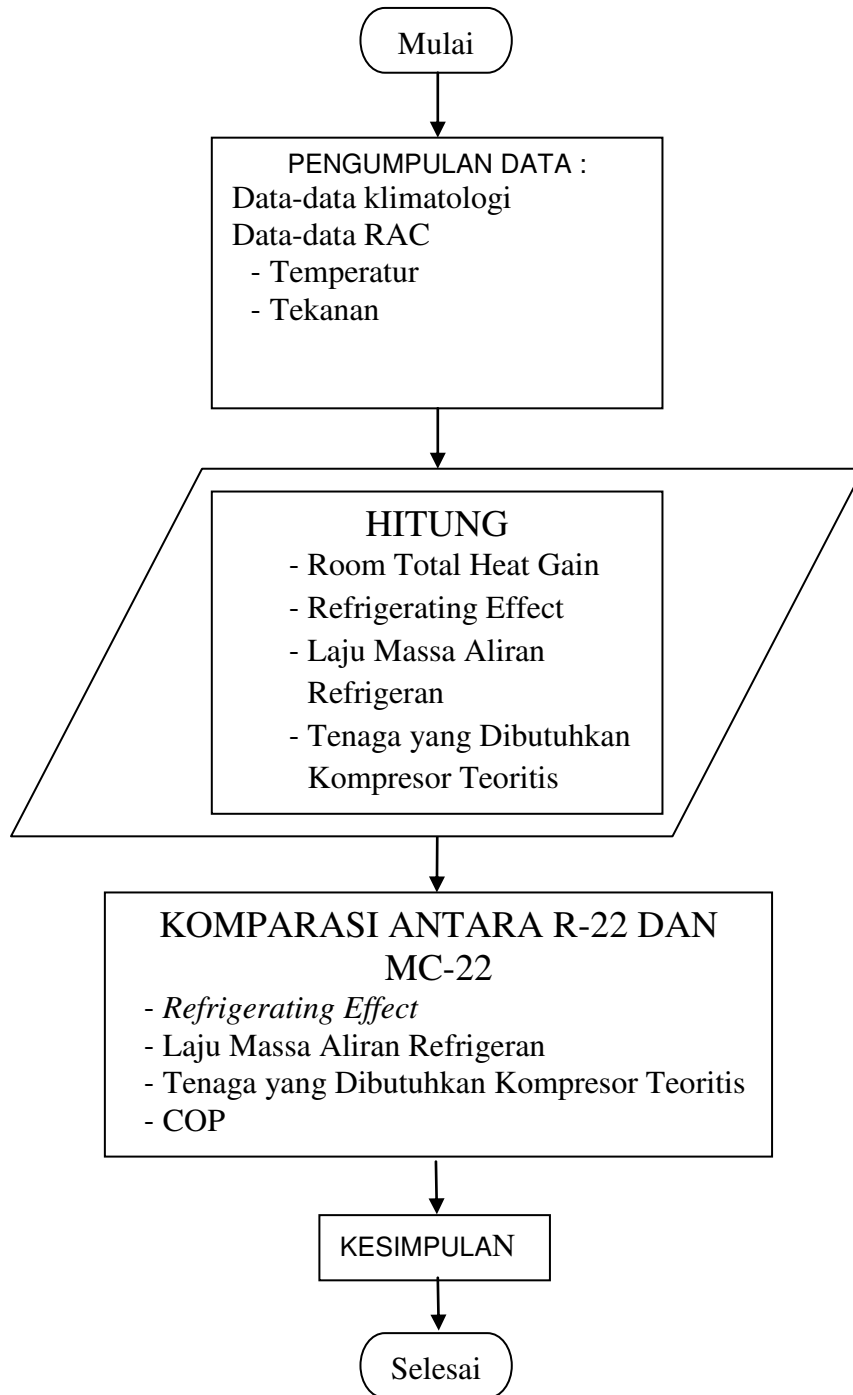 Mulai
PENGUMPULAN DATA :
Data-data klimatologi
Data-data RAC
- Temperatur
- Tekanan
HITUNG
- Room Total Heat Gain
- Refrigerating Effect
- Laju Massa Aliran
Refrigeran
- Tenaga yang Dibutuhkan
Kompresor Teoritis
KOMPARASI ANTARA R-22 DAN
MC-22
- Refrigerating Effect
- Laju Massa Aliran Refrigeran
- Tenaga yang Dibutuhkan Kompresor Teoritis
- COP
KESIMPULAN
Selesai